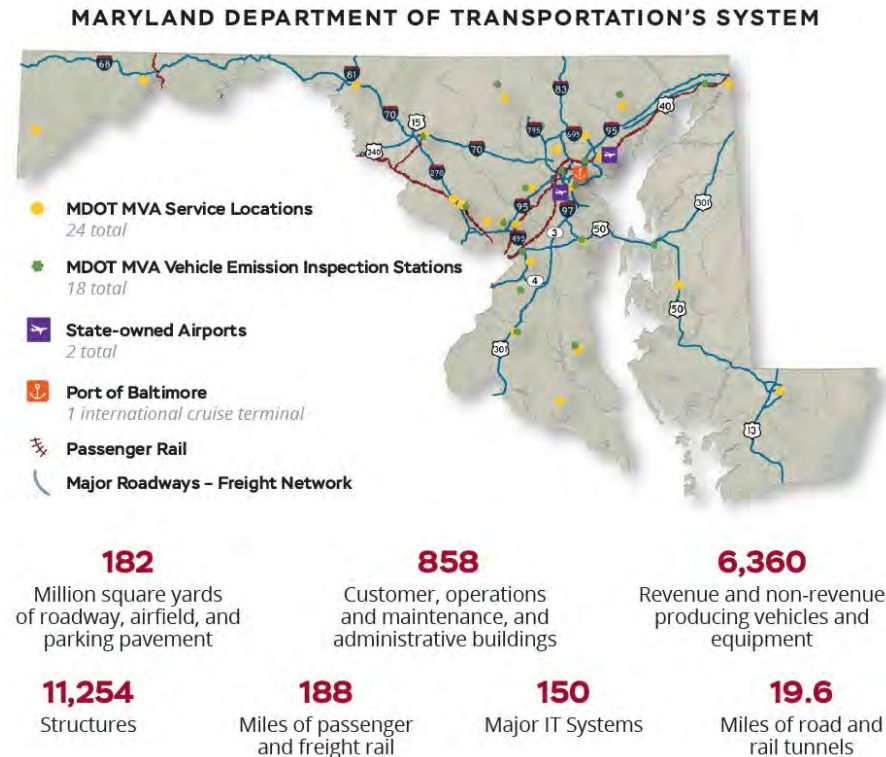 MARYLAND DEPARTMENT OF TRANSPORTATION'S SYSTEM
68
81
70
15
340
270
70
795
83
695
95
40
95
97
495
3
50
301
4
301
50
13
MDOT MVA Service Locations
24 total
MDOT MVA Vehicle Emission Inspection Stations
18 total
State-owned Airports
2 total
Port of Baltimore
1 international cruise terminal
Passenger Rail
Major Roadways – Freight Network
182
Million square yards
of roadway, airfield, and
parking pavement
858
Customer, operations
and maintenance, and
administrative buildings
6,360
Revenue and non-revenue
producing vehicles and
equipment
11,254
Structures
188
Miles of passenger
and freight rail
150
Major IT Systems
19.6
Miles of road and
rail tunnels